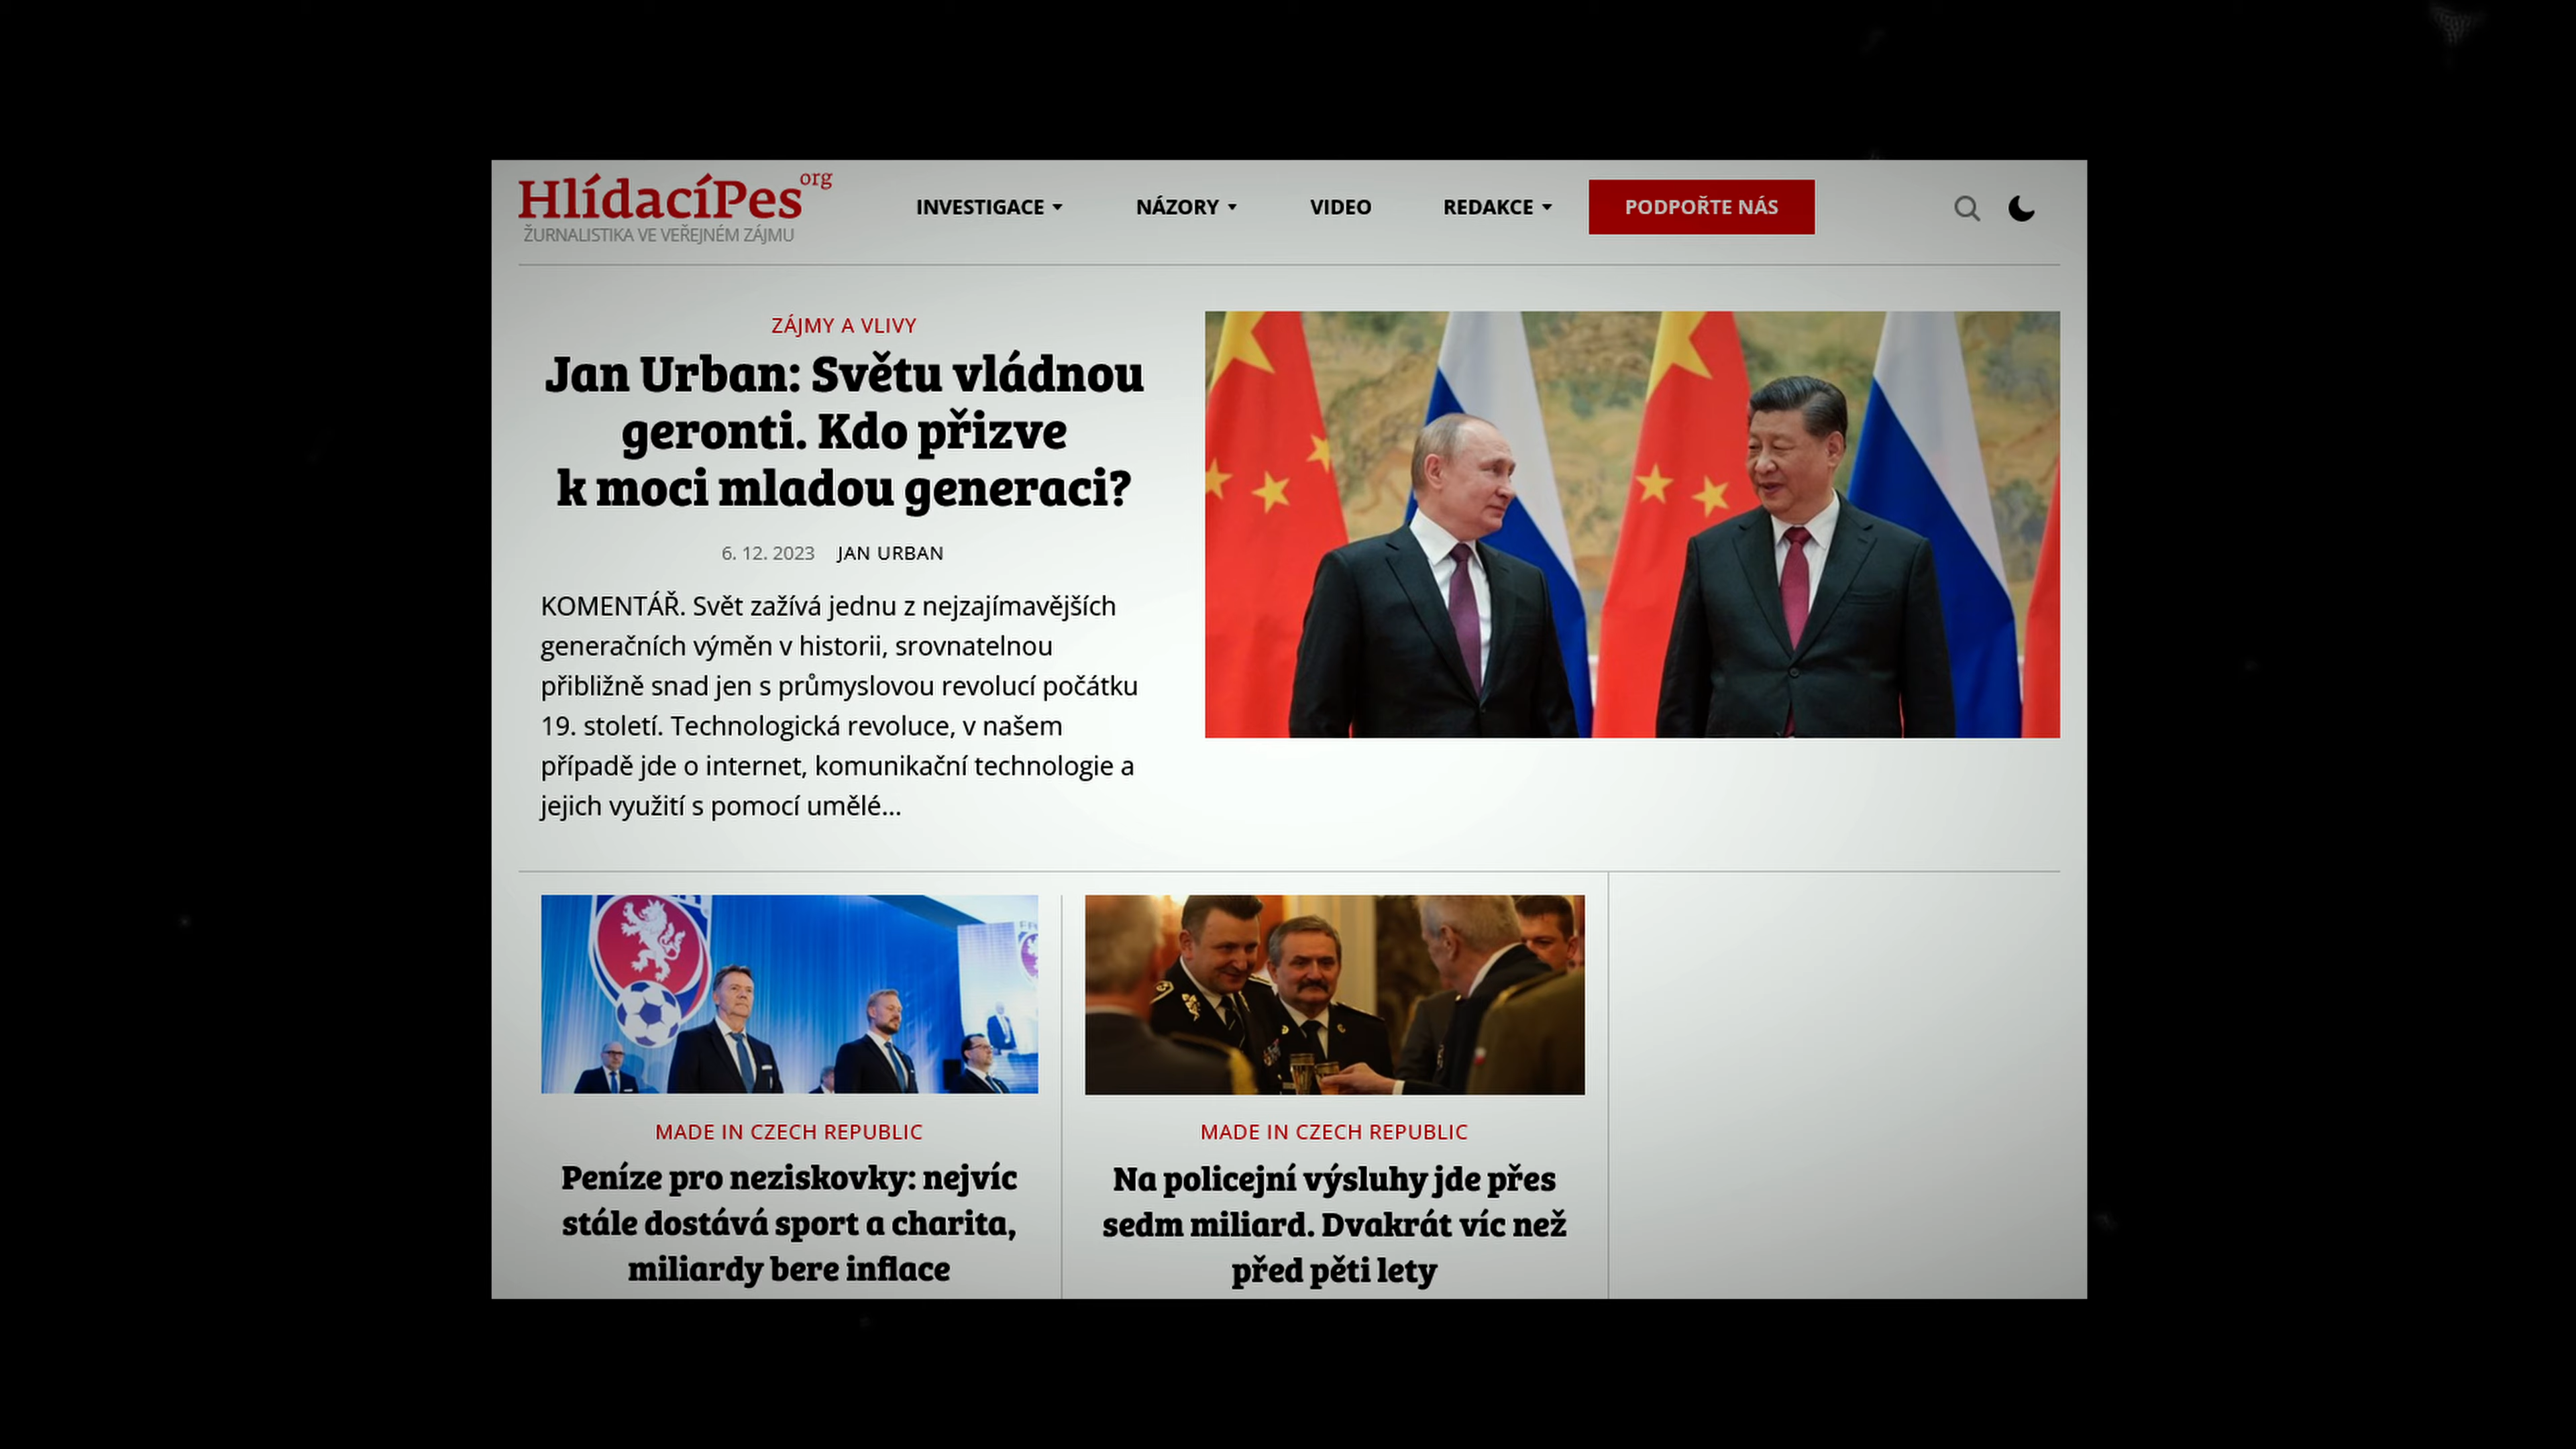 HlídacíPes org
ŽURNALISTIKA VE VEŘEJNÉM ZÁJMU
INVESTIGACE
NÁZORY
VIDEO
REDAKCE
PODPOŘTE NÁS
ZÁJMY A VLIVY
Jan Urban: Světu vládnou
geronti. Kdo přizve
k moci mladou generaci?
6. 12. 2023 JAN URBAN
KOMENTÁŘ. Svět zažívá jednu z nejzajímavějších
generačních výměn v historii, srovnatelnou
přibližně snad jen s průmyslovou revolucí počátku
19. století. Technologická revoluce, v našem
případě jde o internet, komunikační technologie a
jejich využití s pomocí umělé...
MADE IN CZECH REPUBLIC
Peníze pro neziskovky: nejvíc
stále dostává sport a charita,
miliardy bere inflace
MADE IN CZECH REPUBLIC
Na policejní výsluhy jde přes
sedm miliard. Dvakrát víc než
před pěti lety